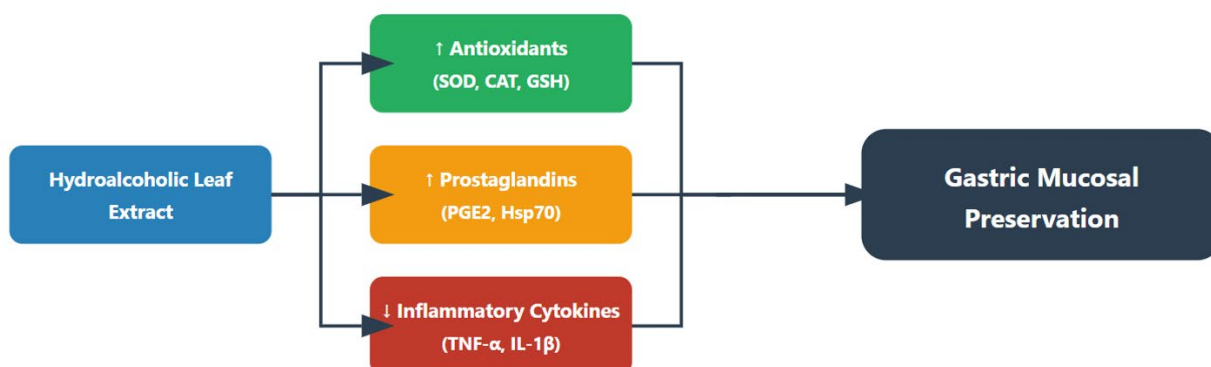 Hydroalcoholic Leaf
Extract
↑ Antioxidants
(SOD, CAT, GSH)
↑ Prostaglandins
(PGE2, Hsp70)
↓ Inflammatory Cytokines
(TNF-α, IL-1β)
Gastric Mucosal
Preservation